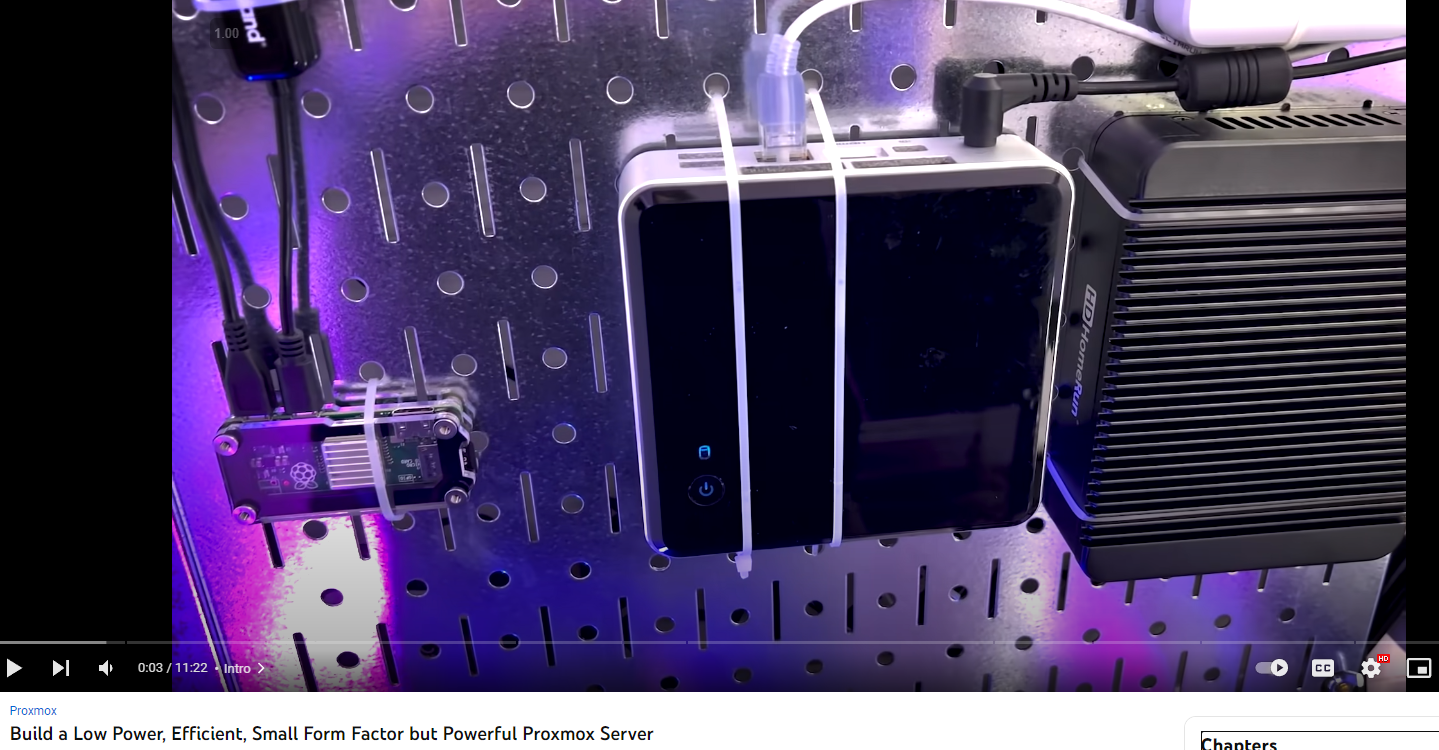 1.00
HDHomeRun
0:03 / 11:22 • Intro
CC
HD
Proxmox
Build a Low Power, Efficient, Small Form Factor but Powerful Proxmox Server
Chapters